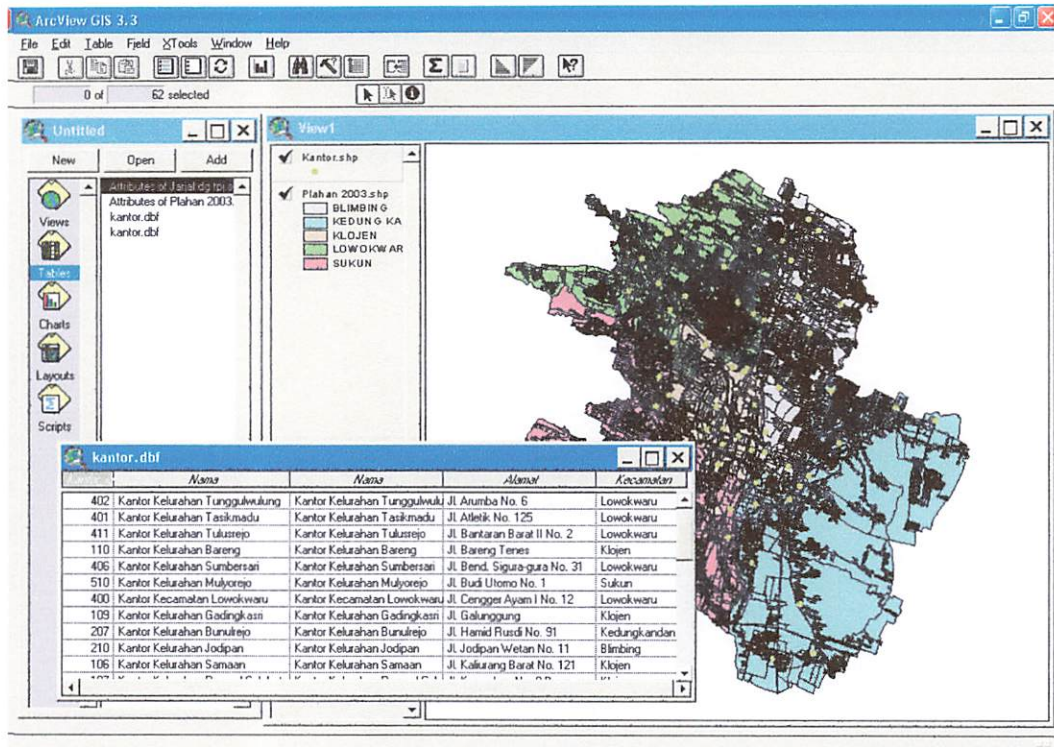 ArcView GIS 3.3
File Edit Table Field XTools Window Help
0 of 62 selected
Untitled
New Open Add
Views
Tables
Charts
Layouts
Scripts
Attributes of
Attributes of Plahan 2003.
kantor.dbf
kantor.dbf
View1
Kantor.shp
Plahan 2003.shp
BLIMBING
KEDUNG KA
KLOJEN
LOWOKWAR
SUKUN
kantor.dbf
Nama Nama Alamat Kecamatan
402 Kantor Kelurahan Tunggulwulung Kantor Kelurahan Tunggulwulu Jl. Arumba No. 6 Lowokwaru
401 Kantor Kelurahan Tasikmadu Kantor Kelurahan Tasikmadu Jl. Atletik No. 125 Lowokwaru
411 Kantor Kelurahan Tulusrejo Kantor Kelurahan Tulusrejo Jl. Bantaran Barat II No. 2 Lowokwaru
110 Kantor Kelurahan Bareng Kantor Kelurahan Bareng Jl. Bareng Tenes Klojen
406 Kantor Kelurahan Sumbersari Kantor Kelurahan Sumbersari Jl. Bend. Sigura-gura No. 31 Lowokwaru
510 Kantor Kelurahan Mulyorejo Kantor Kelurahan Mulyorejo Jl. Budi Utomo No. 1 Sukun
400 Kantor Kecamatan Lowokwaru Kantor Kecamatan Lowokwaru Jl. Cengger Ayam I No. 12 Lowokwaru
109 Kantor Kelurahan Gadingkasri Kantor Kelurahan Gadingkasri Jl. Galunggung Klojen
207 Kantor Kelurahan Bunulrejo Kantor Kelurahan Bunulrejo Jl. Hamid Rusdi No. 91 Kedungkandan
210 Kantor Kelurahan Jodipan Kantor Kelurahan Jodipan Jl. Jodipan Wetan No. 11 Blimbing
106 Kantor Kelurahan Samaan Kantor Kelurahan Samaan Jl. Kaliurang Barat No. 121 Klojen